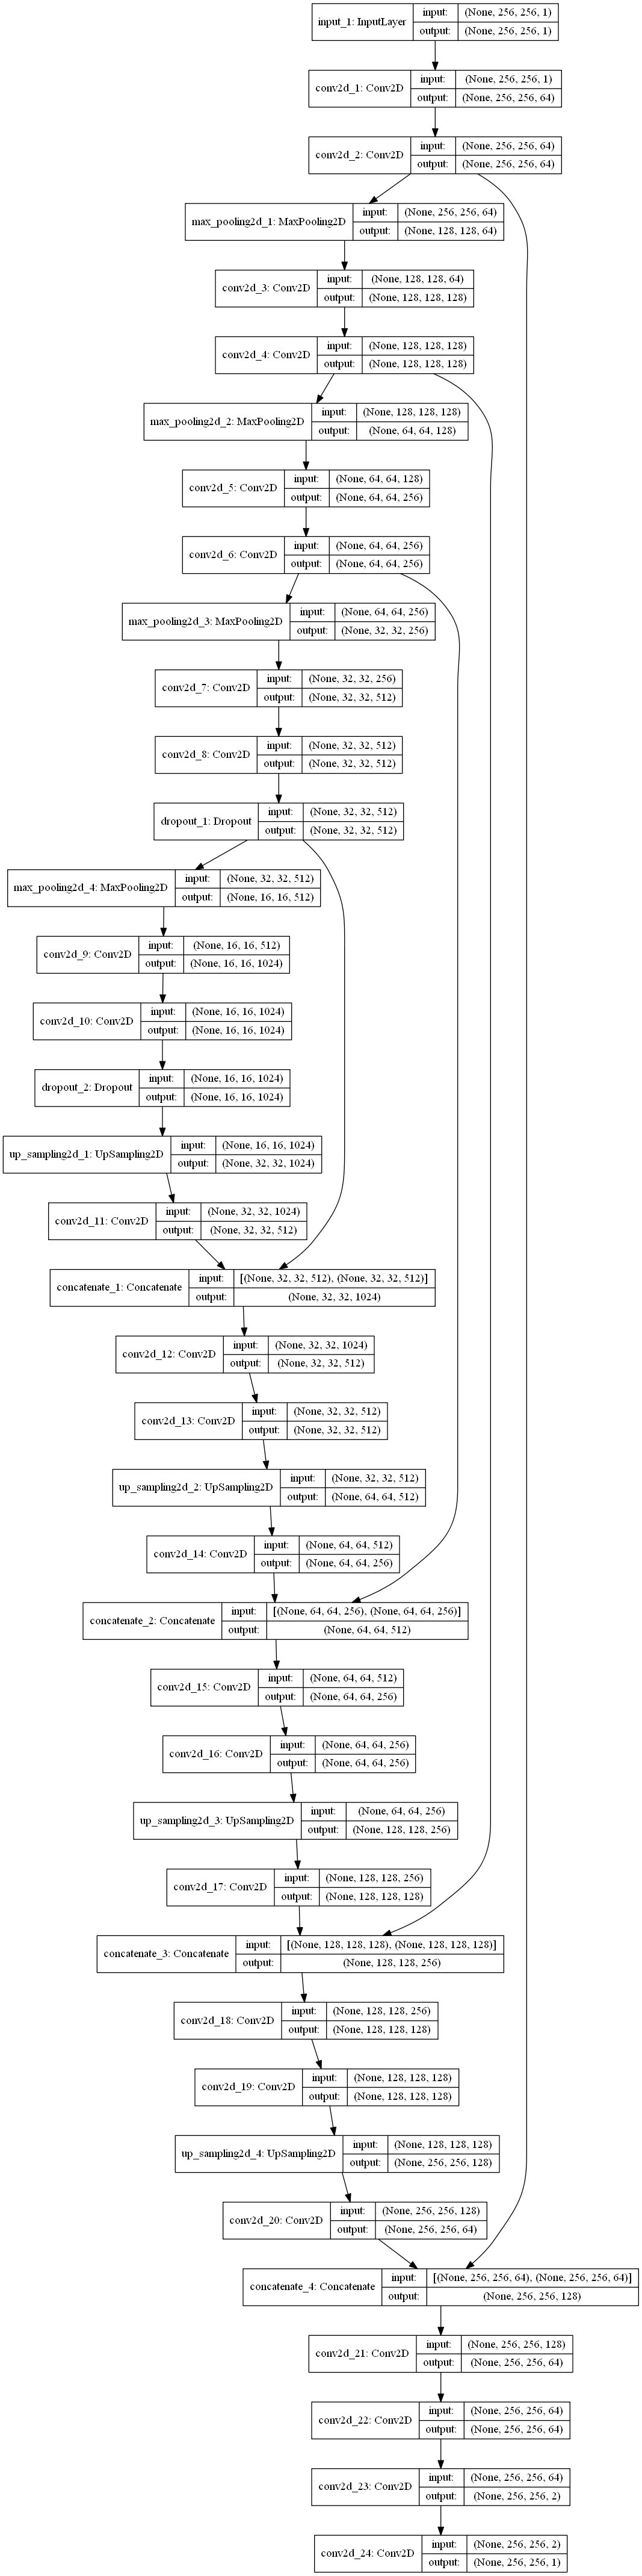 input_1: InputLayer
input: (None, 256, 256, 1)
output: (None, 256, 256, 1)
conv2d_1: Conv2D
input: (None, 256, 256, 1)
output: (None, 256, 256, 64)
conv2d_2: Conv2D
input: (None, 256, 256, 64)
output: (None, 256, 256, 64)
max_pooling2d_1: MaxPooling2D
input: (None, 256, 256, 64)
output: (None, 128, 128, 64)
conv2d_3: Conv2D
input: (None, 128, 128, 64)
output: (None, 128, 128, 128)
conv2d_4: Conv2D
input: (None, 128, 128, 128)
output: (None, 128, 128, 128)
max_pooling2d_2: MaxPooling2D
input: (None, 128, 128, 128)
output: (None, 64, 64, 128)
conv2d_5: Conv2D
input: (None, 64, 64, 128)
output: (None, 64, 64, 256)
conv2d_6: Conv2D
input: (None, 64, 64, 256)
output: (None, 64, 64, 256)
max_pooling2d_3: MaxPooling2D
input: (None, 64, 64, 256)
output: (None, 32, 32, 256)
conv2d_7: Conv2D
input: (None, 32, 32, 256)
output: (None, 32, 32, 512)
conv2d_8: Conv2D
input: (None, 32, 32, 512)
output: (None, 32, 32, 512)
dropout_1: Dropout
input: (None, 32, 32, 512)
output: (None, 32, 32, 512)
max_pooling2d_4: MaxPooling2D
input: (None, 32, 32, 512)
output: (None, 16, 16, 512)
conv2d_9: Conv2D
input: (None, 16, 16, 512)
output: (None, 16, 16, 1024)
conv2d_10: Conv2D
input: (None, 16, 16, 1024)
output: (None, 16, 16, 1024)
dropout_2: Dropout
input: (None, 16, 16, 1024)
output: (None, 16, 16, 1024)
up_sampling2d_1: UpSampling2D
input: (None, 16, 16, 1024)
output: (None, 32, 32, 1024)
conv2d_11: Conv2D
input: (None, 32, 32, 1024)
output: (None, 32, 32, 512)
concatenate_1: Concatenate
input: [(None, 32, 32, 512), (None, 32, 32, 512)]
output: (None, 32, 32, 1024)
conv2d_12: Conv2D
input: (None, 32, 32, 1024)
output: (None, 32, 32, 512)
conv2d_13: Conv2D
input: (None, 32, 32, 512)
output: (None, 32, 32, 512)
up_sampling2d_2: UpSampling2D
input: (None, 32, 32, 512)
output: (None, 64, 64, 512)
conv2d_14: Conv2D
input: (None, 64, 64, 512)
output: (None, 64, 64, 256)
concatenate_2: Concatenate
input: [(None, 64, 64, 256), (None, 64, 64, 256)]
output: (None, 64, 64, 512)
conv2d_15: Conv2D
input: (None, 64, 64, 512)
output: (None, 64, 64, 256)
conv2d_16: Conv2D
input: (None, 64, 64, 256)
output: (None, 64, 64, 256)
up_sampling2d_3: UpSampling2D
input: (None, 64, 64, 256)
output: (None, 128, 128, 256)
conv2d_17: Conv2D
input: (None, 128, 128, 256)
output: (None, 128, 128, 128)
concatenate_3: Concatenate
input: [(None, 128, 128, 128), (None, 128, 128, 128)]
output: (None, 128, 128, 256)
conv2d_18: Conv2D
input: (None, 128, 128, 256)
output: (None, 128, 128, 128)
conv2d_19: Conv2D
input: (None, 128, 128, 128)
output: (None, 128, 128, 128)
up_sampling2d_4: UpSampling2D
input: (None, 128, 128, 128)
output: (None, 256, 256, 128)
conv2d_20: Conv2D
input: (None, 256, 256, 128)
output: (None, 256, 256, 64)
concatenate_4: Concatenate
input: [(None, 256, 256, 64), (None, 256, 256, 64)]
output: (None, 256, 256, 128)
conv2d_21: Conv2D
input: (None, 256, 256, 128)
output: (None, 256, 256, 64)
conv2d_22: Conv2D
input: (None, 256, 256, 64)
output: (None, 256, 256, 64)
conv2d_23: Conv2D
input: (None, 256, 256, 64)
output: (None, 256, 256, 2)
conv2d_24: Conv2D
input: (None, 256, 256, 2)
output: (None, 256, 256, 1)